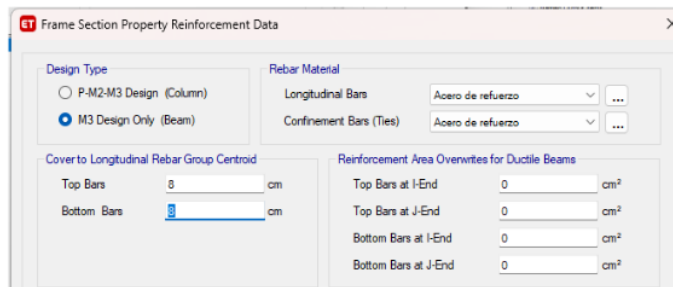 ET Frame Section Property Reinforcement Data
Design Type
P-M2-M3 Design (Column)
M3 Design Only (Beam)
Rebar Material
Longitudinal Bars Acero de refuerzo ...
Confinement Bars (Ties) Acero de refuerzo ...
Cover to Longitudinal Rebar Group Centroid
Top Bars 8 cm
Bottom Bars 8 cm
Reinforcement Area Overwrites for Ductile Beams
Top Bars at I-End 0 cm²
Top Bars at J-End 0 cm²
Bottom Bars at I-End 0 cm²
Bottom Bars at J-End 0 cm²